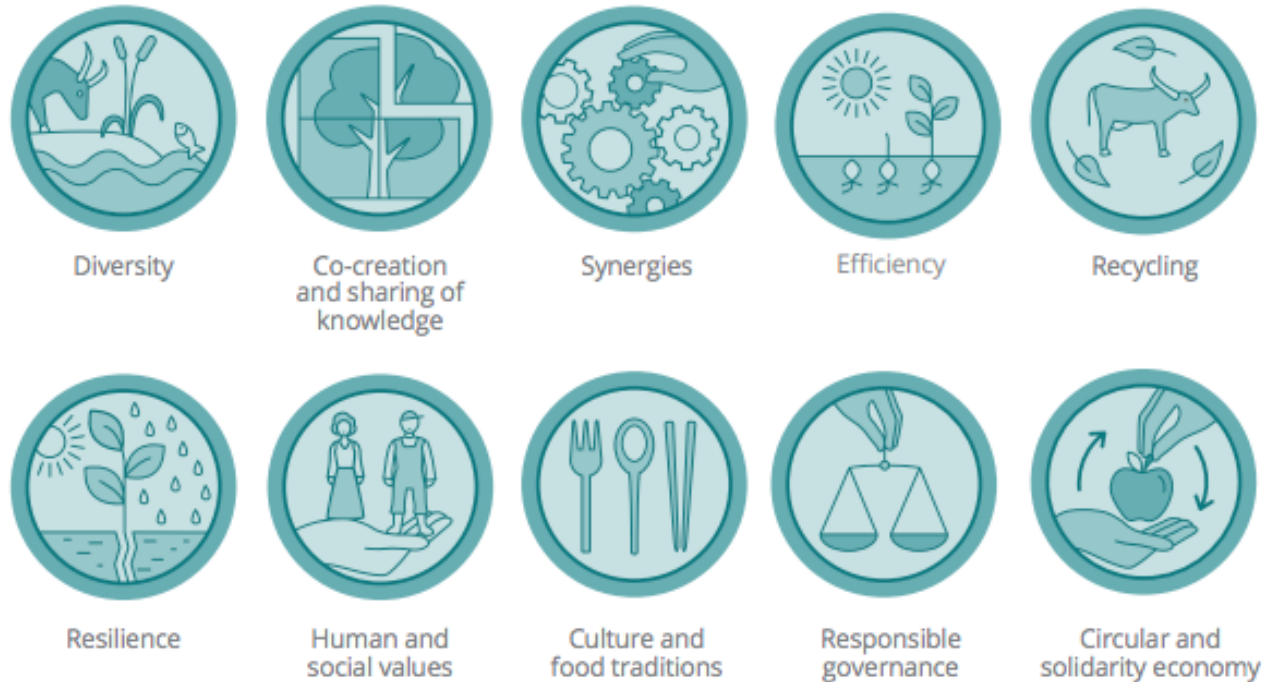 Diversity
Co-creation
and sharing of
knowledge
Synergies
Efficiency
Recycling
Resilience
Human and
social values
Culture and
food traditions
Responsible
governance
Circular and
solidarity economy